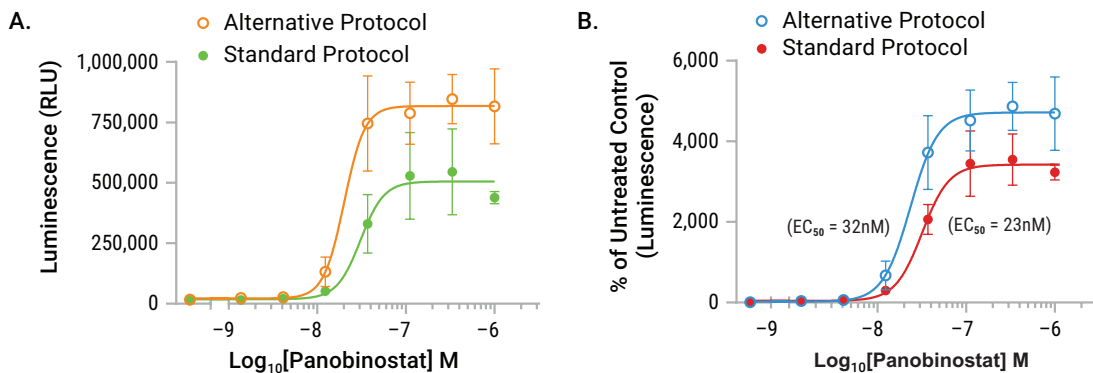 A.
Alternative Protocol
Standard Protocol
Luminescence (RLU)
1,000,000
750,000
500,000
250,000
0
−9
−8
−7
−6
Log₁₀[Panobinostat] M
B.
Alternative Protocol
Standard Protocol
% of Untreated Control
(Luminescence)
6,000
4,000
2,000
0
(EC₅₀ = 32nM)
(EC₅₀ = 23nM)
−9
−8
−7
−6
Log₁₀[Panobinostat] M